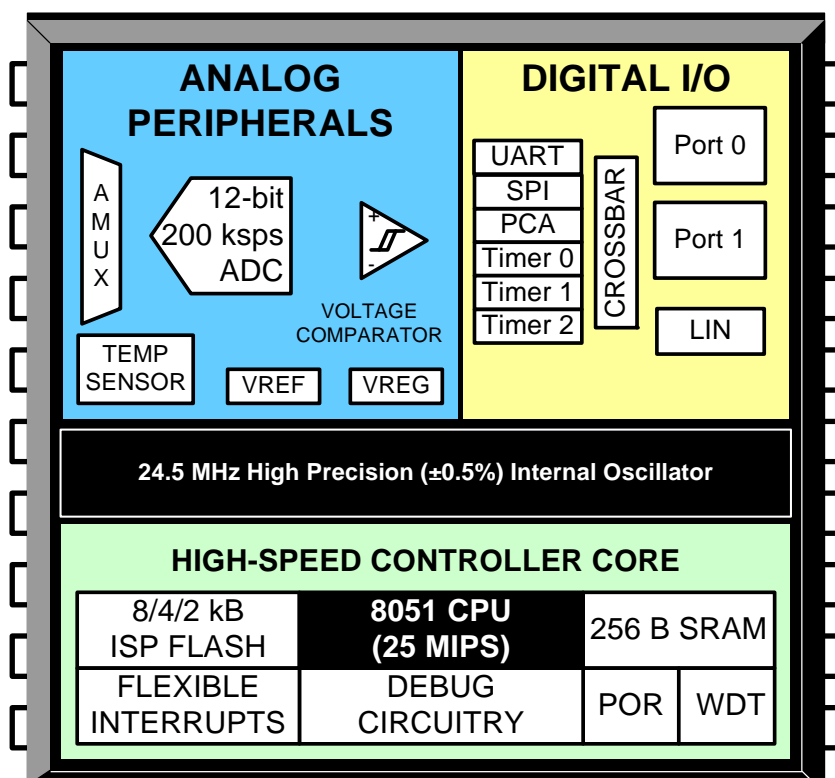 ANALOG
PERIPHERALS
A
M
U
X
12-bit
200 ksps
ADC
+
-
VOLTAGE
COMPARATOR
TEMP
SENSOR
VREF
VREG
DIGITAL I/O
UART
SPI
PCA
Timer 0
Timer 1
Timer 2
CROSSBAR
Port 0
Port 1
LIN
24.5 MHz High Precision (±0.5%) Internal Oscillator
HIGH-SPEED CONTROLLER CORE
8/4/2 kB
ISP FLASH
8051 CPU
(25 MIPS)
256 B SRAM
FLEXIBLE
INTERRUPTS
DEBUG
CIRCUITRY
POR
WDT